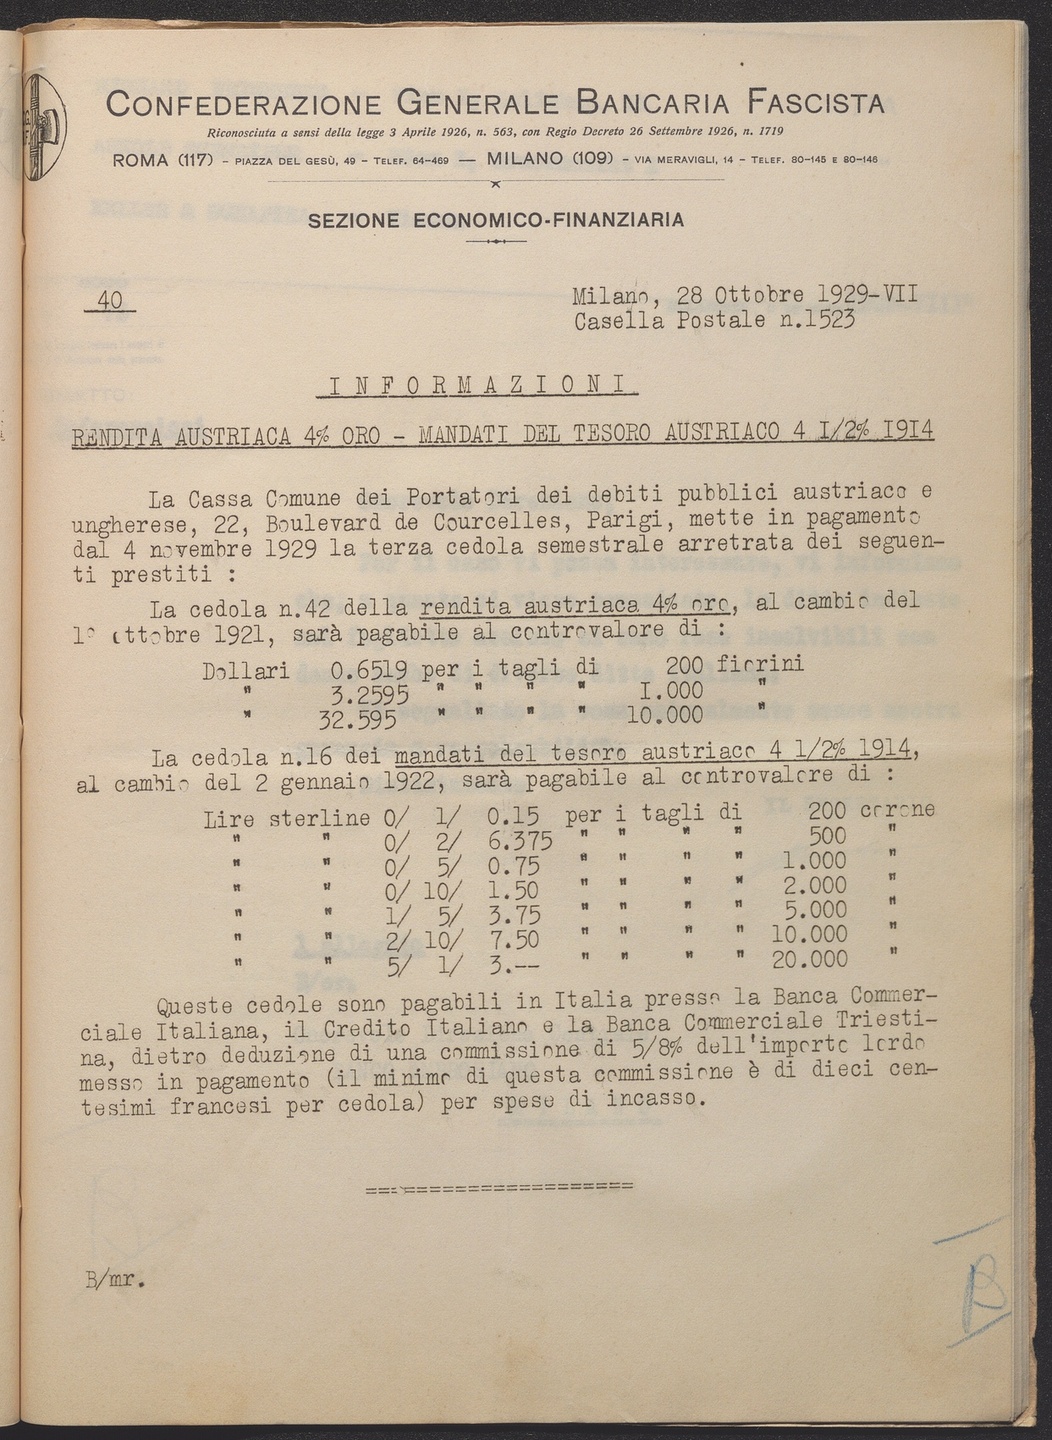 CONFEDERAZIONE GENERALE BANCARIA FASCISTA
Riconosciuta a sensi della legge 3 Aprile 1926, n. 563, con Regio Decreto 26 Settembre 1926, n. 1719
ROMA (117) - PIAZZA DEL GESÙ, 49 - TELEF. 64-469 — MILANO (109) - VIA MERAVIGLI, 14 - TELEF. 80-145 E 80-146
SEZIONE ECONOMICO-FINANZIARIA
40
Milano, 28 Ottobre 1929-VII
Casella Postale n.1523
I N F O R M A Z I O N I
RENDITA AUSTRIACA 4% ORO - MANDATI DEL TESORO AUSTRIACO 4 1/2% 1914
La Cassa Comune dei Portatori dei debiti pubblici austriaco e
ungherese, 22, Boulevard de Courcelles, Parigi, mette in pagamento
dal 4 novembre 1929 la terza cedola semestrale arretrata dei seguen-
ti prestiti :
La cedola n.42 della rendita austriaca 4% oro, al cambio del
1° ottobre 1921, sarà pagabile al controvalore di :
Dollari 0.6519 per i tagli di 200 fiorini
" 3.2595 " " " " 1.000 "
" 32.595 " " " " 10.000 "
La cedola n.16 dei mandati del tesoro austriaco 4 1/2% 1914,
al cambio del 2 gennaio 1922, sarà pagabile al controvalore di :
Lire sterline 0/ 1/ 0.15 per i tagli di 200 corone
" " 0/ 2/ 6.375 " " " " 500 "
" " 0/ 5/ 0.75 " " " " 1.000 "
" " 0/ 10/ 1.50 " " " " 2.000 "
" " 1/ 5/ 3.75 " " " " 5.000 "
" " 2/ 10/ 7.50 " " " " 10.000 "
" " 5/ 1/ 3.-- " " " " 20.000 "
Queste cedole sono pagabili in Italia presso la Banca Commer-
ciale Italiana, il Credito Italiano e la Banca Commerciale Triesti-
na, dietro deduzione di una commissione di 5/8% dell'importo lordo
messo in pagamento (il minimo di questa commissione è di dieci cen-
tesimi francesi per cedola) per spese di incasso.
====================
B/mr.
B